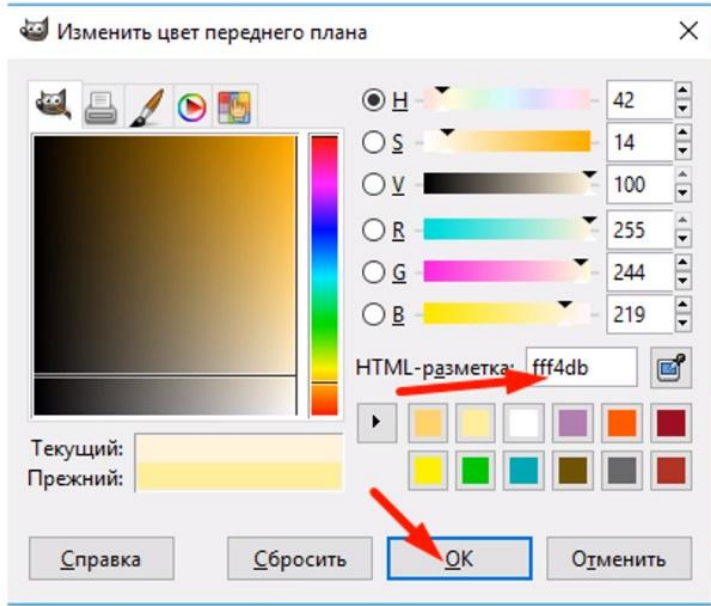 Изменить цвет переднего плана
H 42
S 14
V 100
R 255
G 244
B 219
HTML-разметка: fff4db
Текущий:
Прежний:
Справка Сбросить OK Отменить